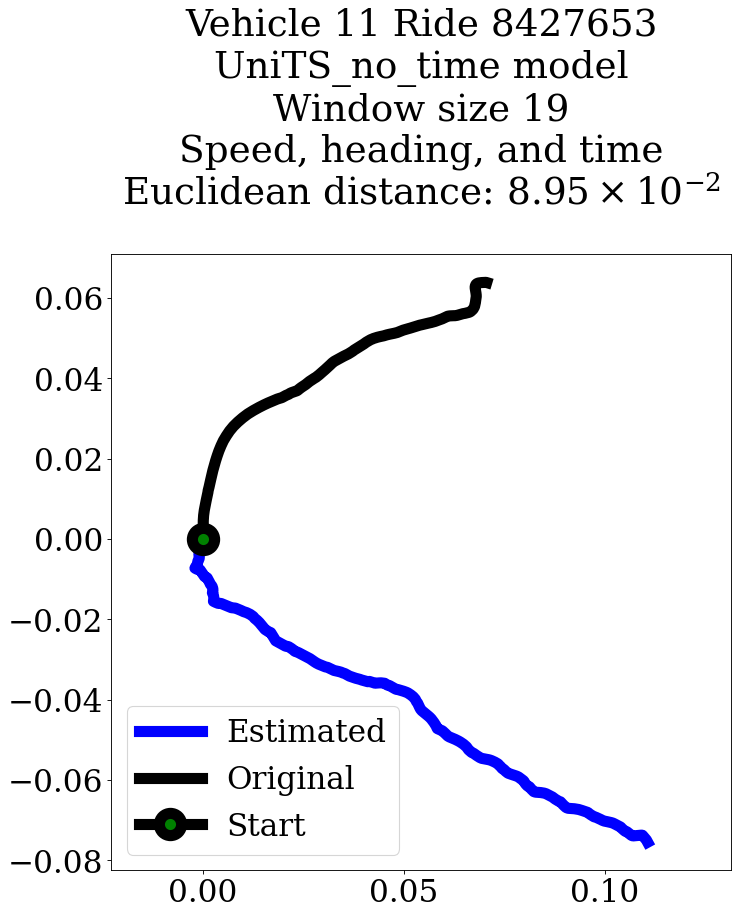 Vehicle 11 Ride 8427653
UniTS_no_time model
Window size 19
Speed, heading, and time
Euclidean distance: 8.95 × 10⁻²
0.06
0.04
0.02
0.00
−0.02
−0.04
−0.06
−0.08
Estimated
Original
Start
0.00 0.05 0.10